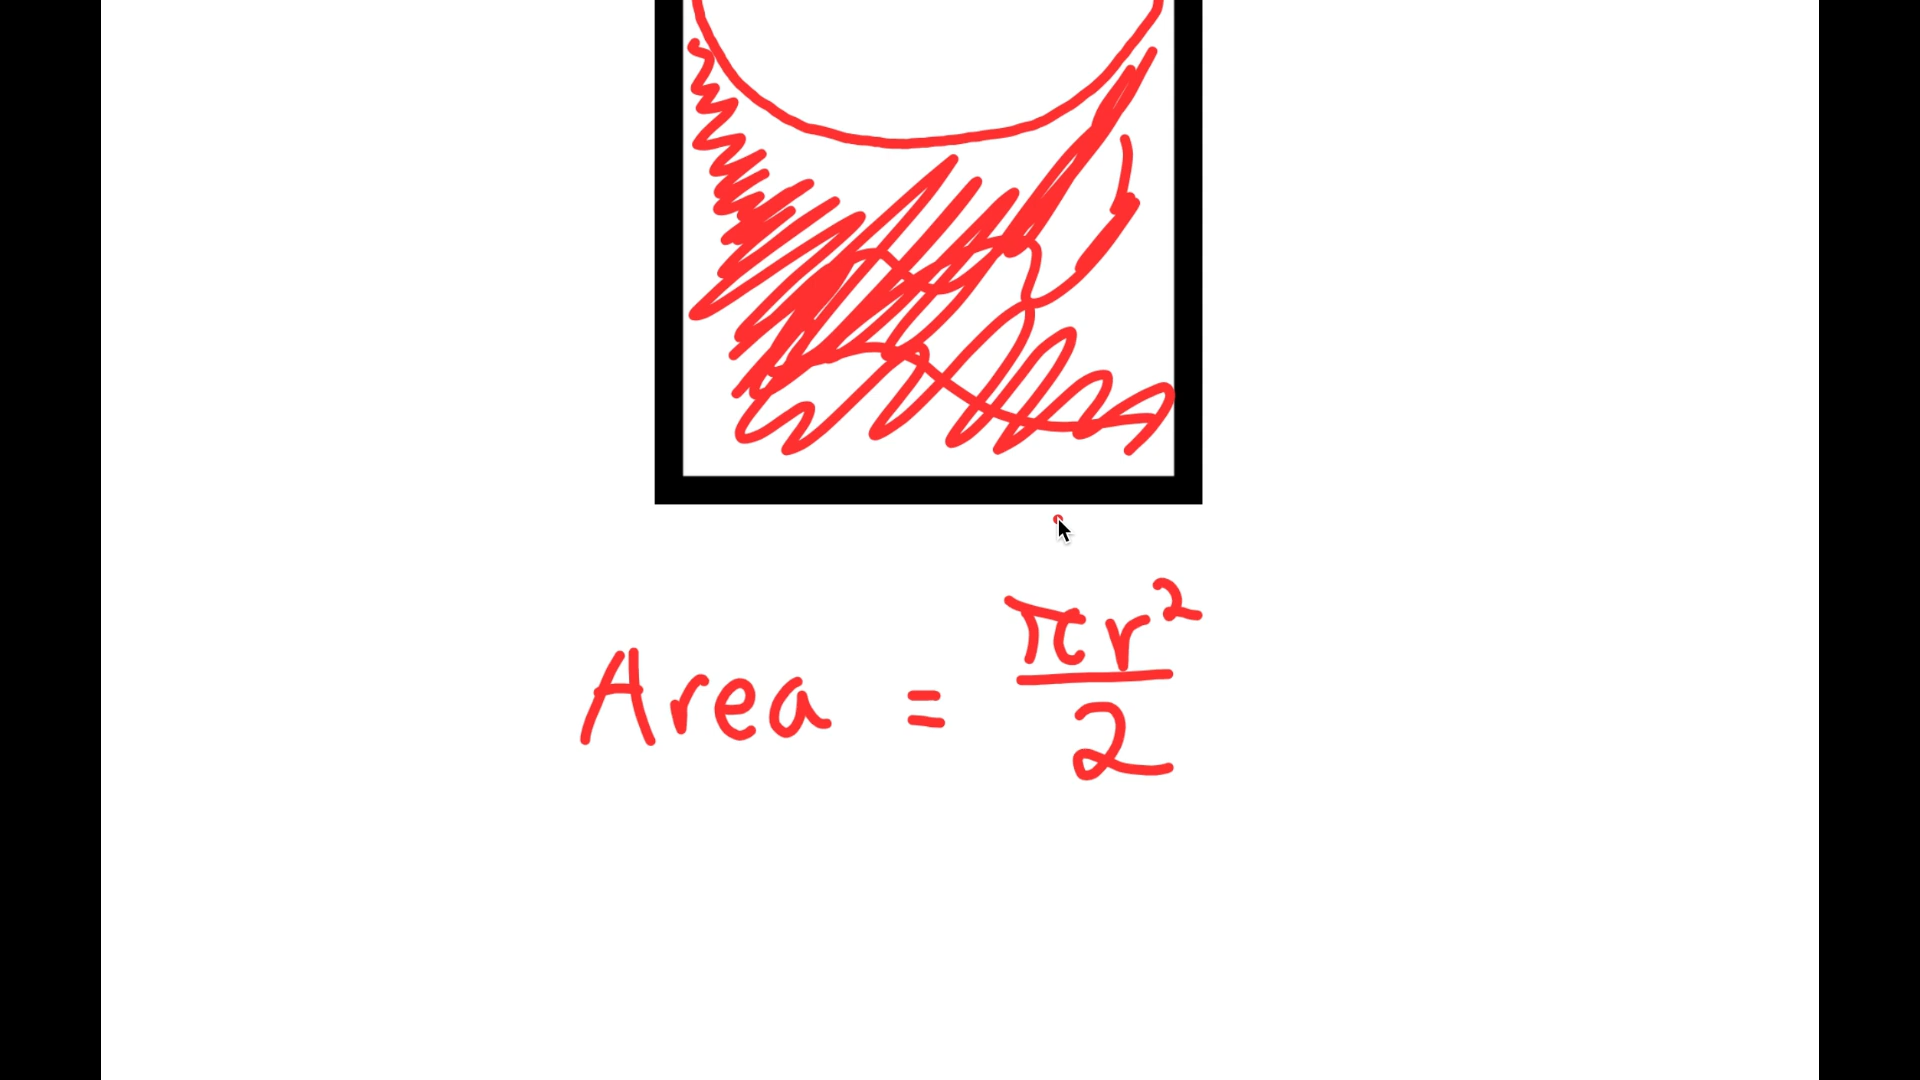 Area = πr²/2